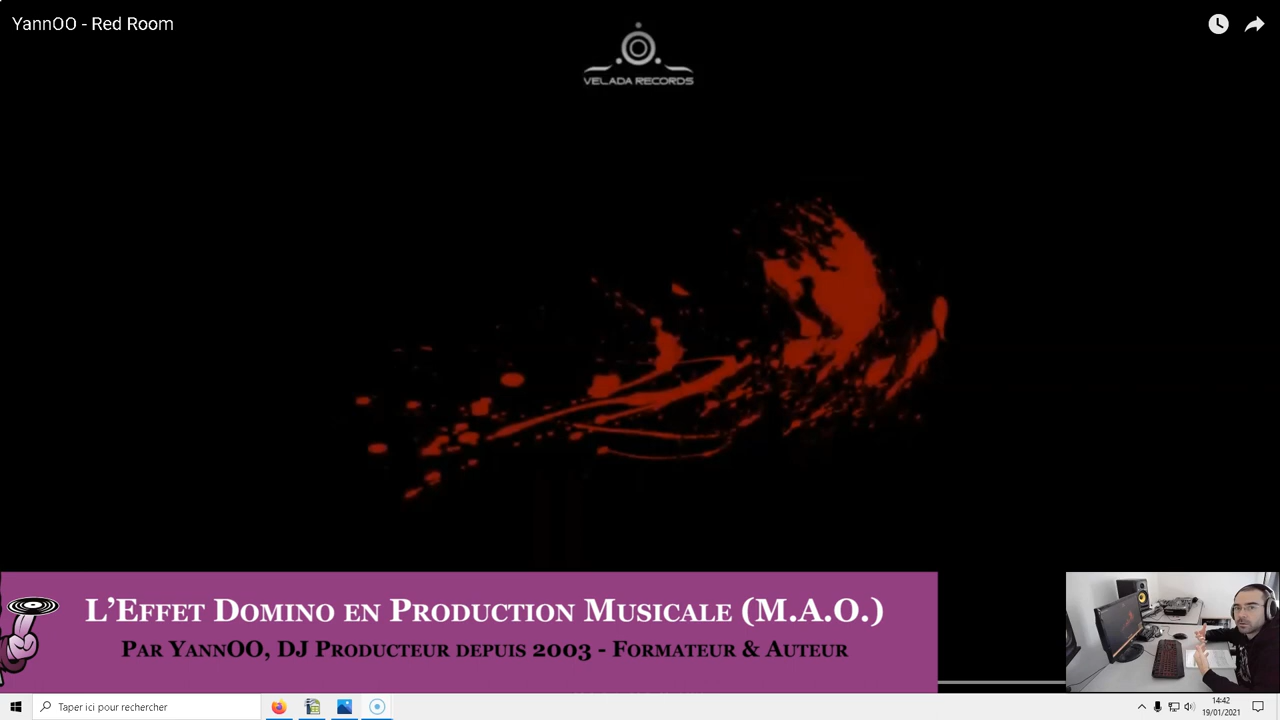 YannOO - Red Room
VELADA RECORDS
L'Effet Domino en Production Musicale (M.A.O.)
Par YannOO, DJ Producteur depuis 2003 - Formateur & Auteur
Taper ici pour rechercher
14:42
19/01/2021